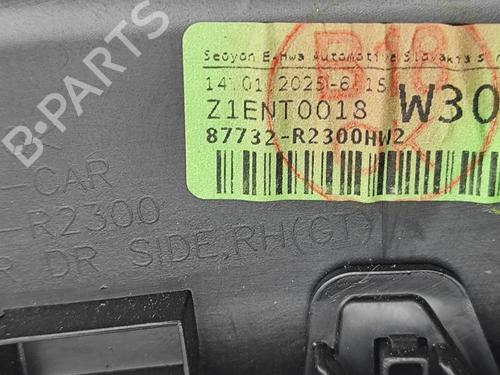 B-PARTS
Seoyon E-Hwa Automotive Slovakia s
14.01.2025-6 15
Z1ENT0018 W30
87732-R2300HW2
B 18
-CAR
-R2300
R DR SIDE,RH(GT)